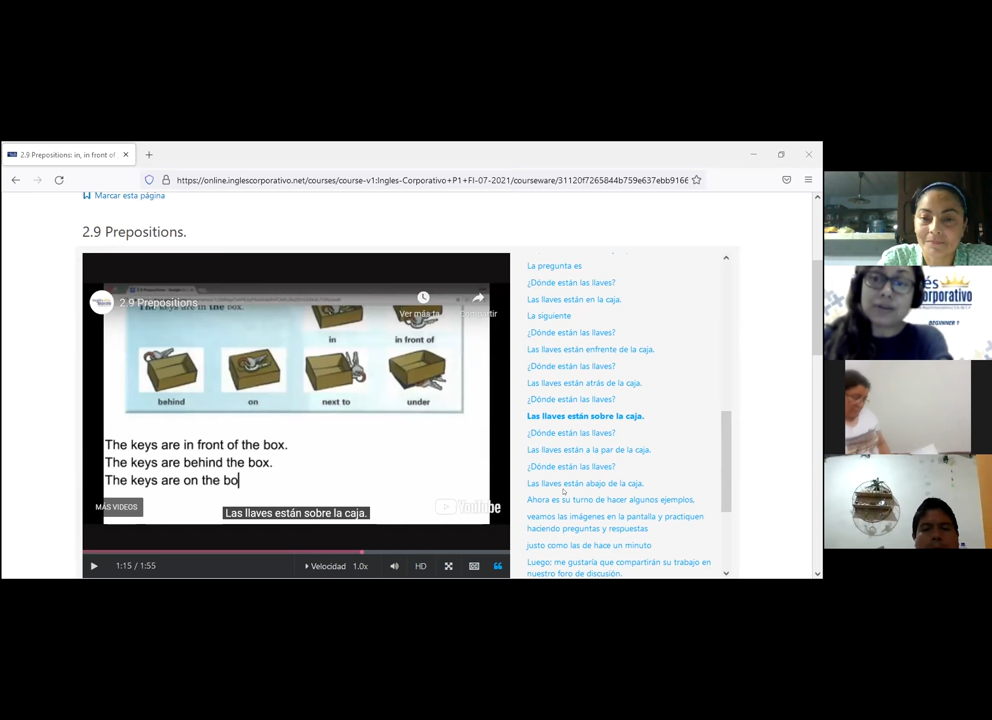 2.9 Prepositions: in, in front of
https://online.inglescorporativo.net/courses/course-v1:Ingles-Corporativo+P1+FI-07-2021/courseware/31120f7265844b759e637ebb916
Marcar esta página
2.9 Prepositions.
2.9 Prepositions
The keys are in the box.
Ver más ta
Compartir
in
in front of
behind
on
next to
under
The keys are in front of the box.
The keys are behind the box.
The keys are on the bo
MÁS VIDEOS
Las llaves están sobre la caja.
YouTube
1:15 / 1:55
Velocidad 1.0x
HD
La pregunta es
¿Dónde están las llaves?
Las llaves están en la caja.
La siguiente
¿Dónde están las llaves?
Las llaves están enfrente de la caja.
¿Dónde están las llaves?
Las llaves están atrás de la caja.
¿Dónde están las llaves?
Las llaves están sobre la caja.
¿Dónde están las llaves?
Las llaves están a la par de la caja.
¿Dónde están las llaves?
Las llaves están abajo de la caja.
Ahora es su turno de hacer algunos ejemplos,
veamos las imágenes en la pantalla y practiquen
haciendo preguntas y respuestas
justo como las de hace un minuto
Luego; me gustaría que compartirán su trabajo en
nuestro foro de discusión.
és
orporativo
BEGINNER 1